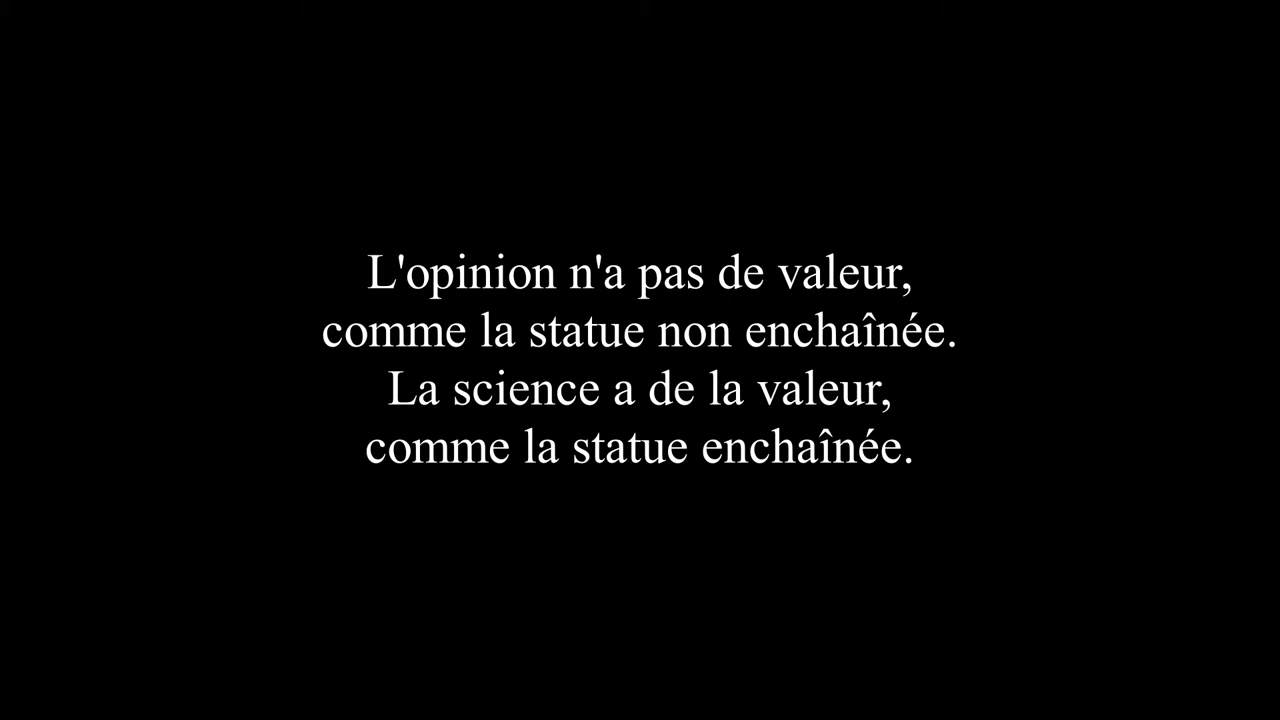 L'opinion n'a pas de valeur,
comme la statue non enchaînée.
La science a de la valeur,
comme la statue enchaînée.